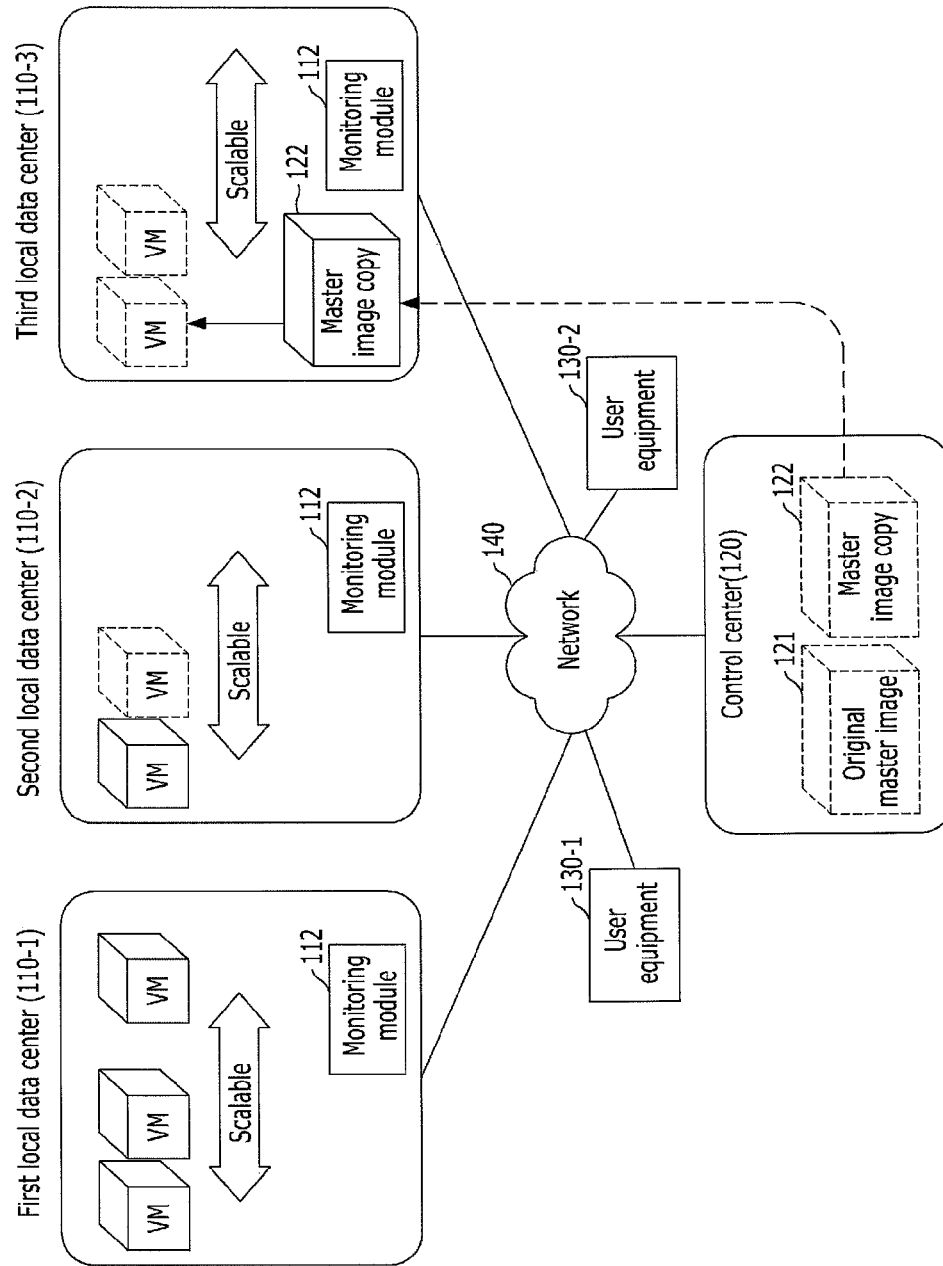 First local data center (110-1)
VM
VM
VM
Scalable
112
Monitoring
module
Second local data center (110-2)
VM
VM
Scalable
112
Monitoring
module
Third local data center (110-3)
VM
VM
Scalable
122
Master
image copy
112
Monitoring
module
140
Network
130-1
User
equipment
130-2
User
equipment
Control center(120)
121
Original
master image
122
Master
image copy